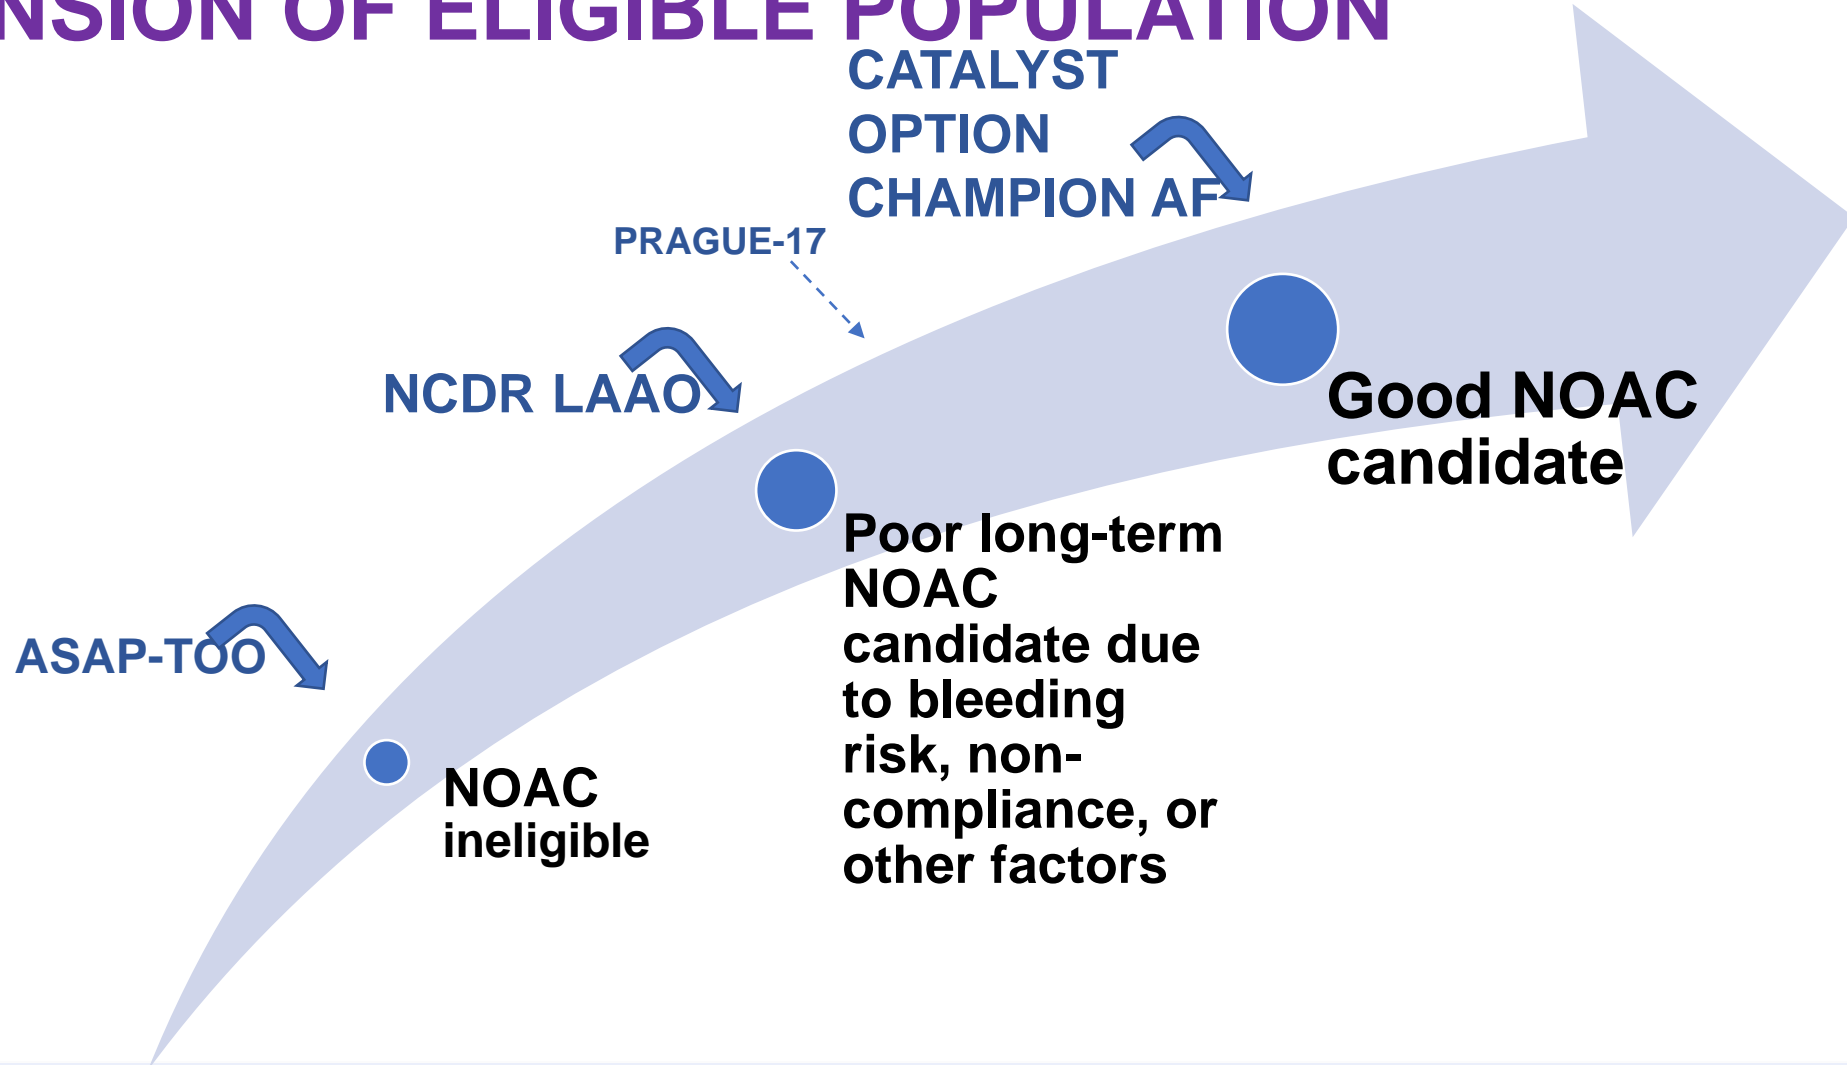 NSION OF ELIGIBLE POPULATION
CATALYST
OPTION
CHAMPION AF
PRAGUE-17
NCDR LAAO
Good NOAC
candidate
Poor long-term
NOAC
candidate due
to bleeding
risk, non-
compliance, or
other factors
ASAP-TOO
NOAC
ineligible